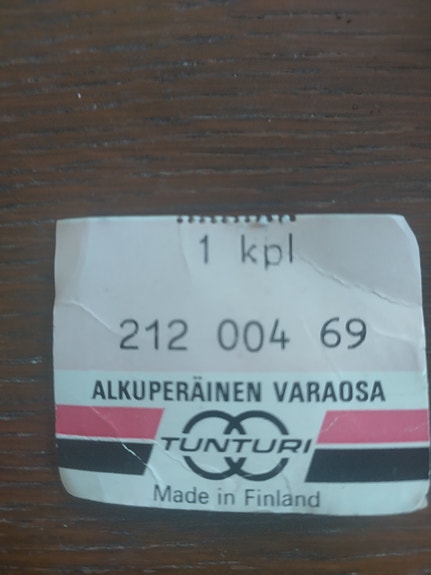 1 kpl
212 004 69
ALKUPERÄINEN VARAOSA
TUNTURI
Made in Finland